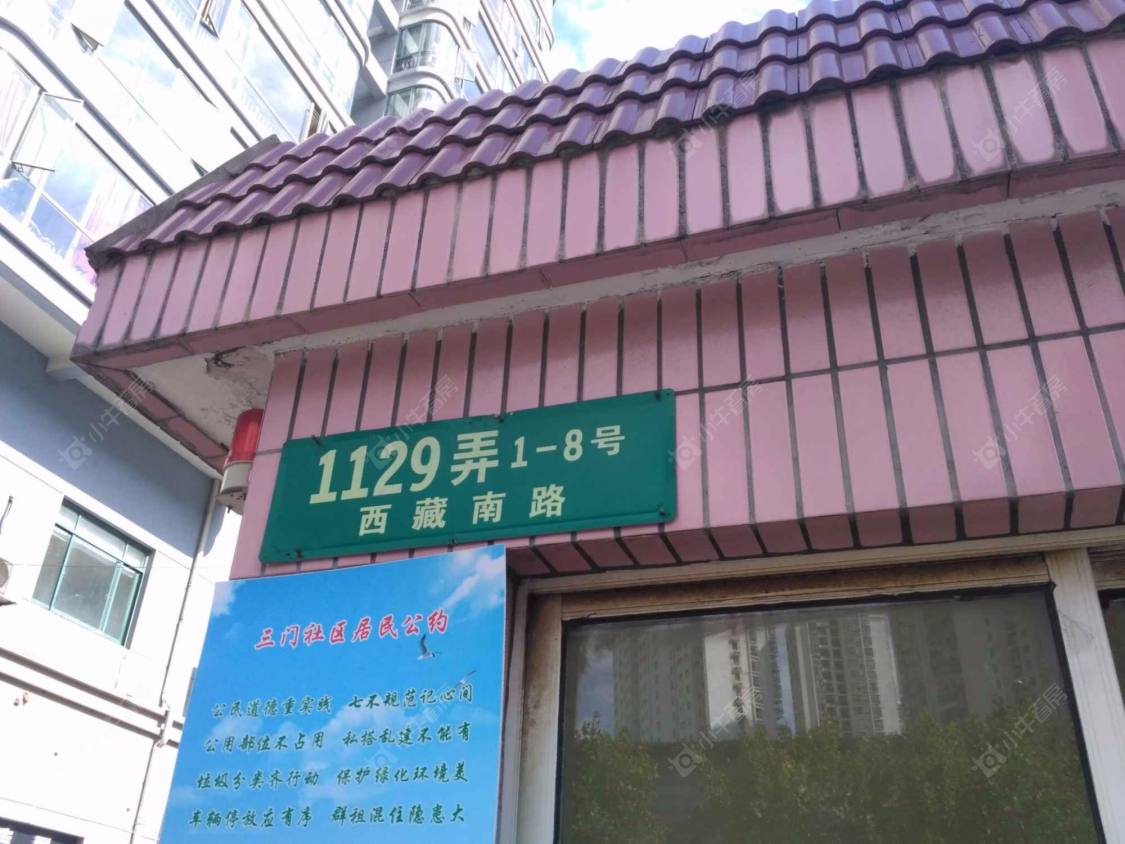 1129弄 1-8号
西藏南路
三门社区居民公约
公民道德重实践 七不规范记心间
公用部位不占用 私搭乱建不能有
垃圾分类齐行动 保护绿化环境美
车辆停放应有序 群租混住隐患大
小牛看房